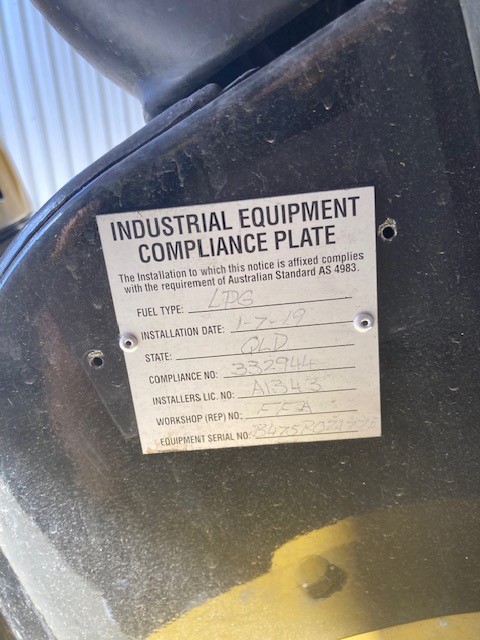 INDUSTRIAL EQUIPMENT
COMPLIANCE PLATE
The Installation to which this notice is affixed complies
with the requirement of Australian Standard AS 4983.
FUEL TYPE: LPG
INSTALLATION DATE: 1-7-19
STATE: QLD
COMPLIANCE NO: 332944
INSTALLERS LIC. NO: A1343
WORKSHOP (REP) NO: FFA
EQUIPMENT SERIAL NO: